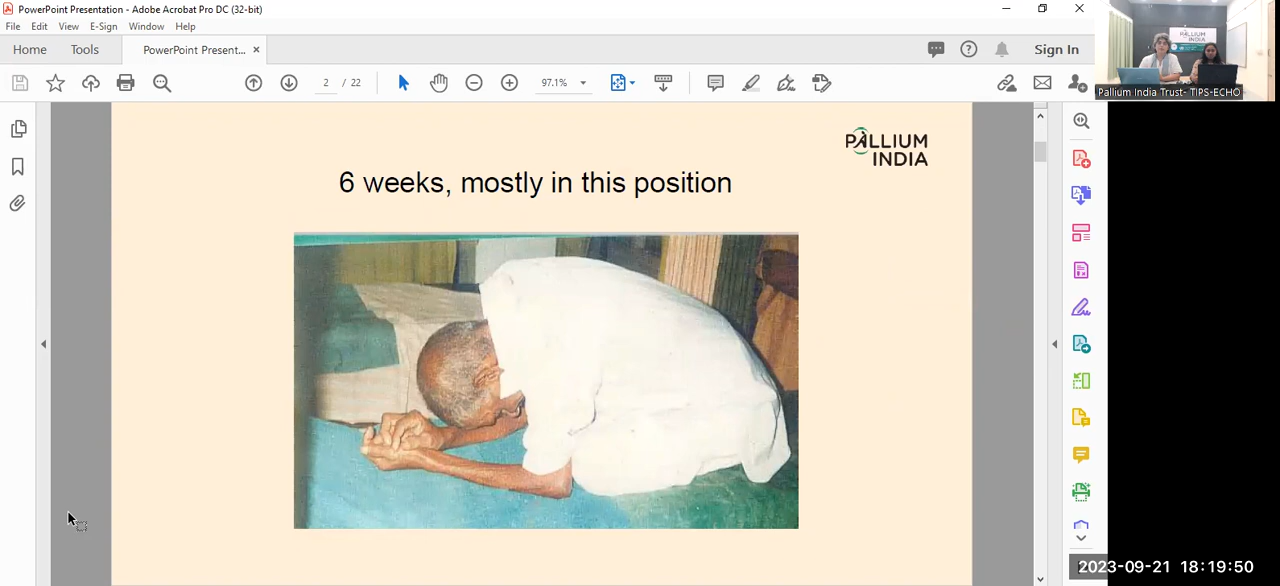 PowerPoint Presentation - Adobe Acrobat Pro DC (32-bit)
File Edit View E-Sign Window Help
Home Tools PowerPoint Present... Sign In
2 / 22 97.1%
PALLIUM
INDIA
Pallium India Trust- TIPS-ECHO
PALLIUM
INDIA
6 weeks, mostly in this position
2023-09-21 18:19:50